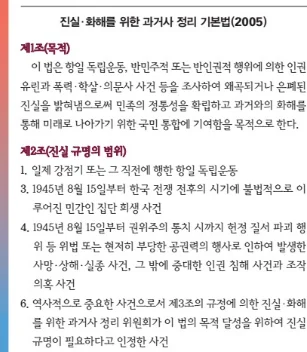 진실·화해를 위한 과거사 정리 기본법(2005)
제1조(목적)
이 법은 항일 독립운동, 반민주적 또는 반인권적 행위에 의한 인권
유린과 폭력·학살·의문사 사건 등을 조사하여 왜곡되거나 은폐된
진실을 밝혀냄으로써 민족의 정통성을 확립하고 과거와의 화해를
통해 미래로 나아가기 위한 국민 통합에 기여함을 목적으로 한다.
제2조(진실 규명의 범위)
1. 일제 강점기 또는 그 직전에 행한 항일 독립운동
3. 1945년 8월 15일부터 한국 전쟁 전후의 시기에 불법적으로 이
루어진 민간인 집단 희생 사건
4. 1945년 8월 15일부터 권위주의 통치 시까지 헌정 질서 파괴 행
위 등 위법 또는 현저히 부당한 공권력의 행사로 인하여 발생한
사망·상해·실종 사건, 그 밖에 중대한 인권 침해 사건과 조작
의혹 사건
6. 역사적으로 중요한 사건으로서 제3조의 규정에 의한 진실·화해
를 위한 과거사 정리 위원회가 이 법의 목적 달성을 위하여 진실
규명이 필요하다고 인정한 사건